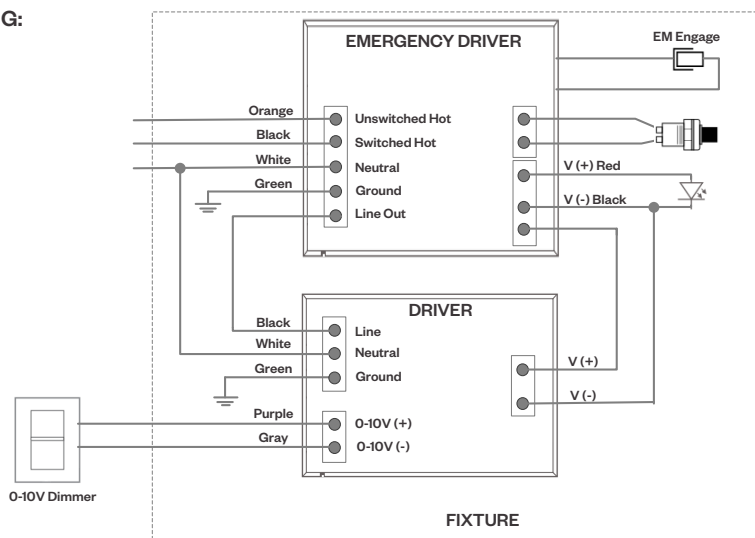 G:
EMERGENCY DRIVER
EM Engage
Orange
Unswitched Hot
Black
Switched Hot
White
Neutral
V (+) Red
Green
Ground
V (-) Black
Line Out
DRIVER
Black
Line
White
Neutral
V (+)
Green
Ground
V (-)
Purple
0-10V (+)
Gray
0-10V (-)
0-10V Dimmer
FIXTURE